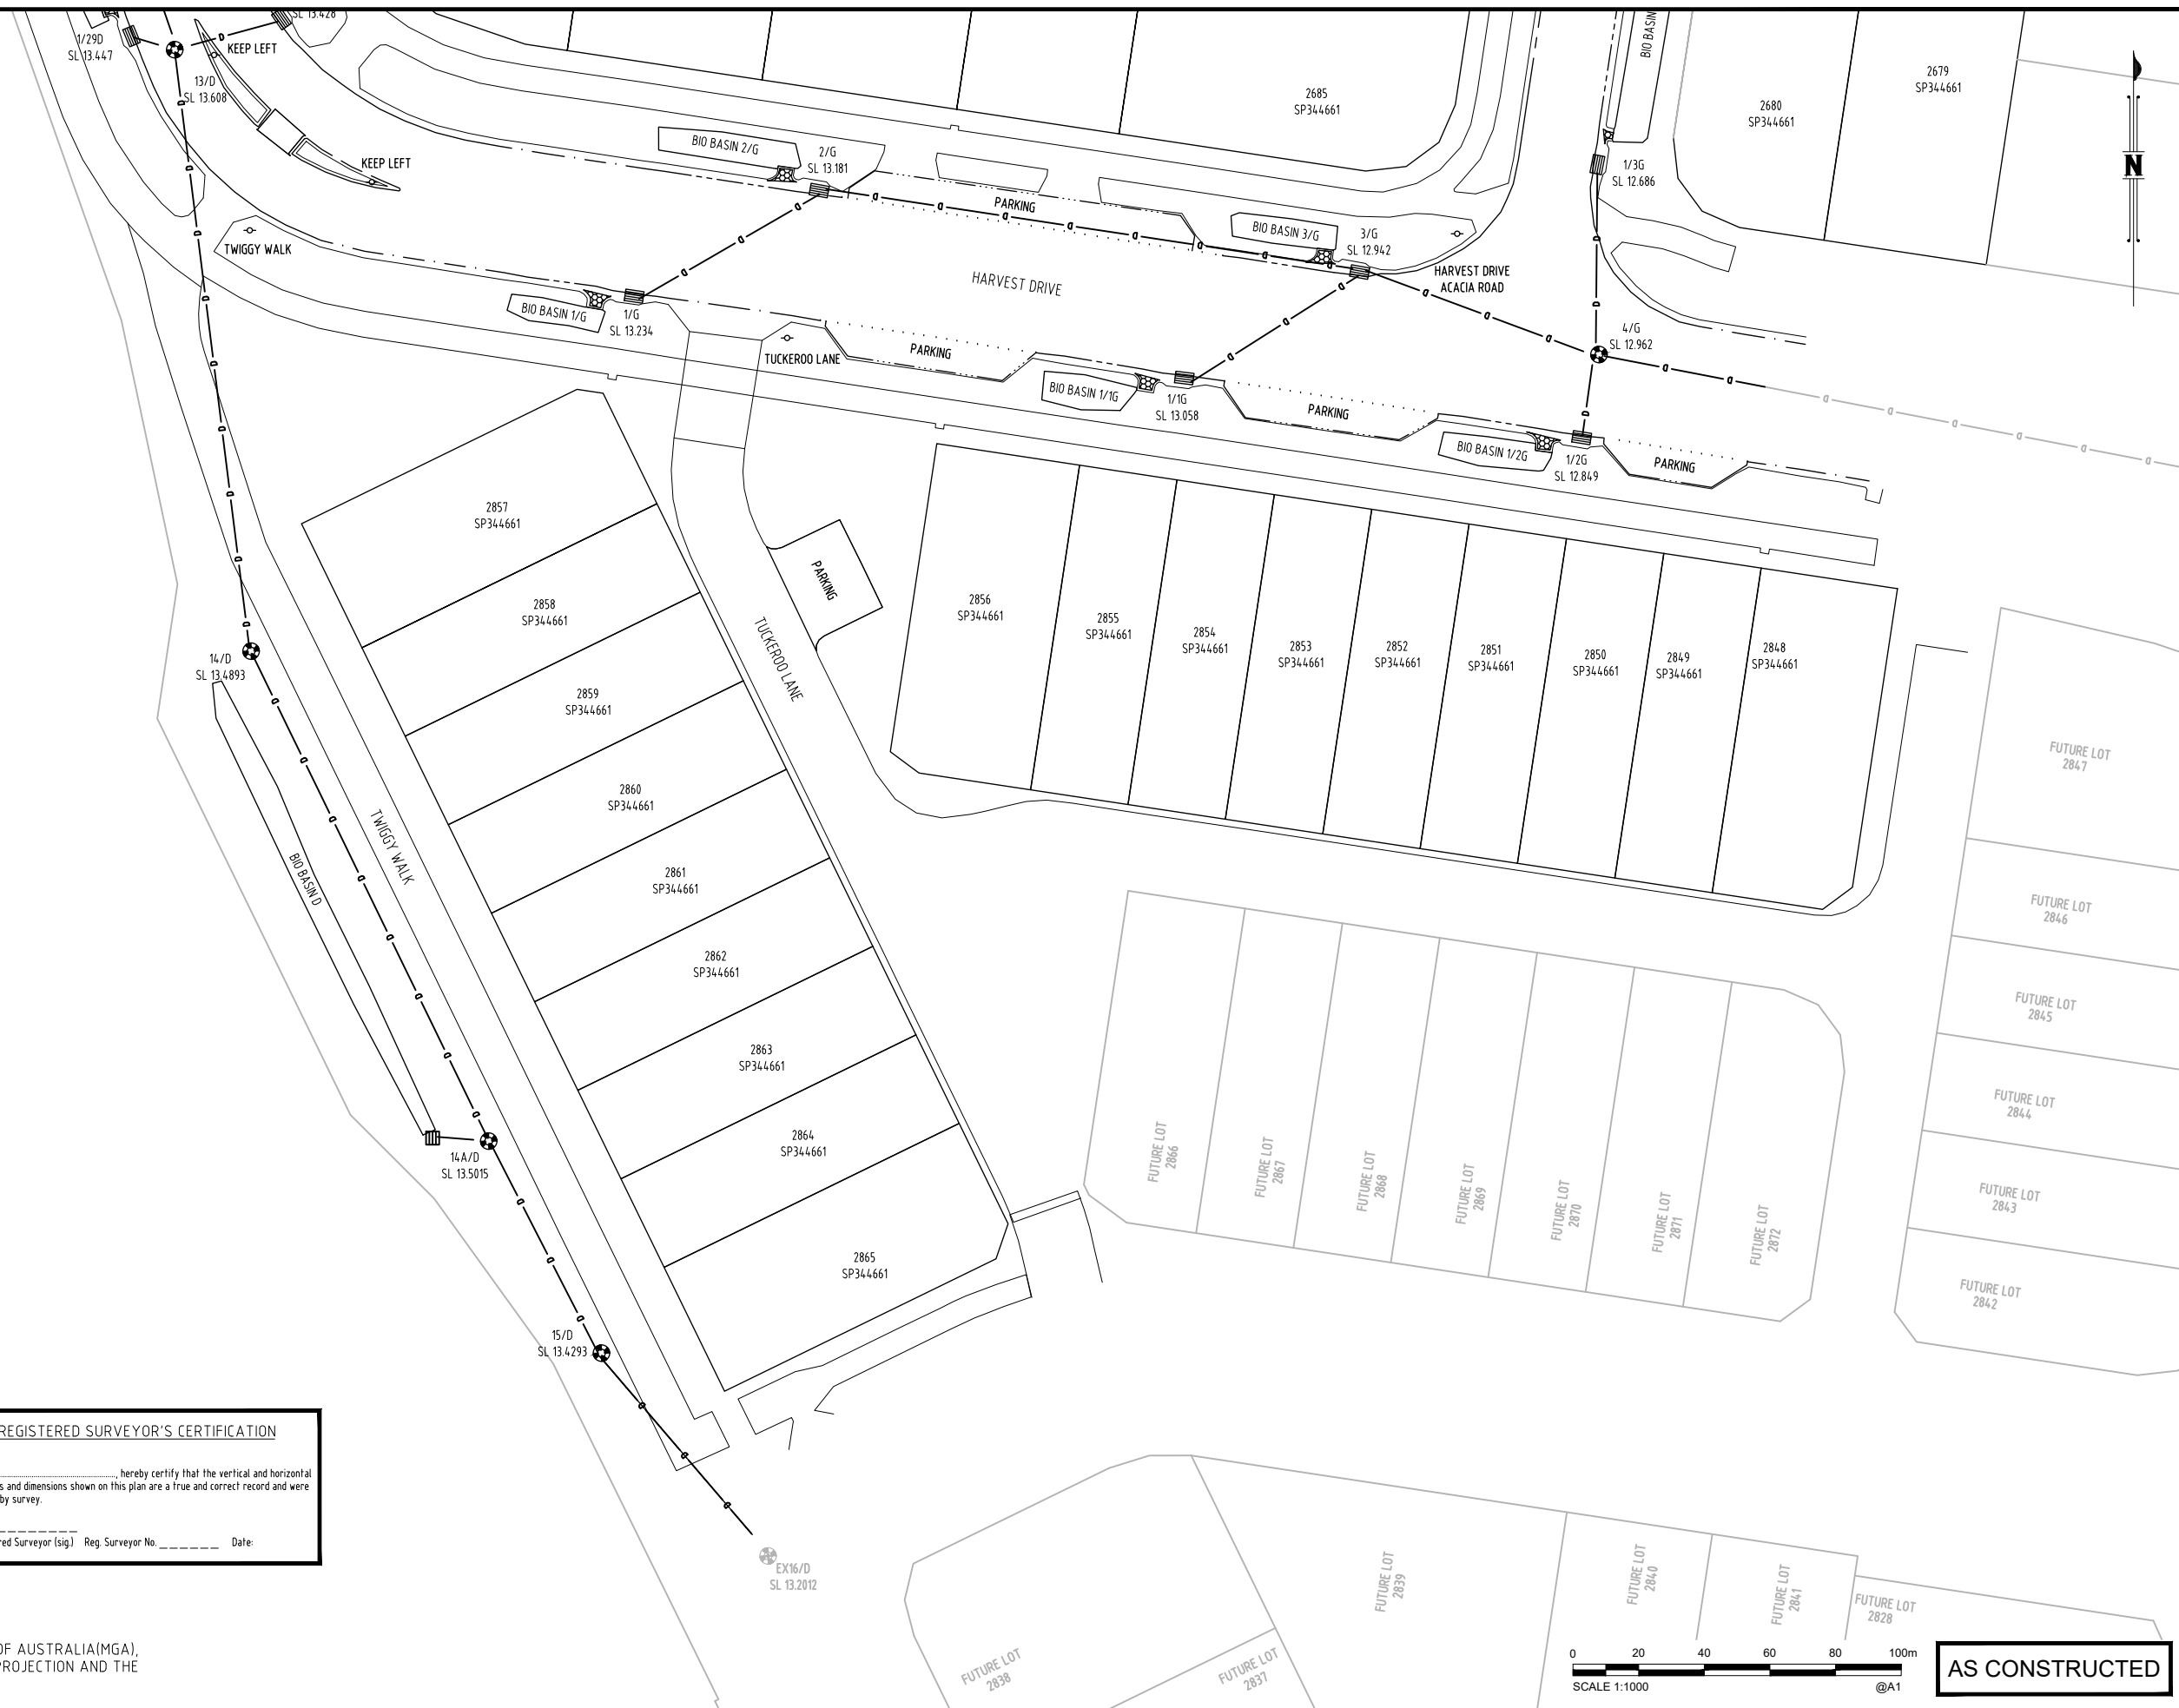 SL 13.428
1/29D
SL 13.447
KEEP LEFT
13/D
SL 13.608
KEEP LEFT
BIO BASIN 2/G
2/G
SL 13.181
2685
SP344661
BIO BASIN
2680
SP344661
2679
SP344661
N
1/3G
SL 12.686
PARKING
BIO BASIN 3/G
3/G
SL 12.942
TWIGGY WALK
HARVEST DRIVE
HARVEST DRIVE
ACACIA ROAD
BIO BASIN 1/G
1/G
SL 13.234
4/G
SL 12.962
TUCKEROO LANE
PARKING
BIO BASIN 1/1G
1/1G
SL 13.058
PARKING
BIO BASIN 1/2G
1/2G
SL 12.849
PARKING
2857
SP344661
2858
SP344661
2859
SP344661
2860
SP344661
2861
SP344661
2862
SP344661
2863
SP344661
2864
SP344661
2865
SP344661
PARKING
TUCKEROO LANE
2856
SP344661
2855
SP344661
2854
SP344661
2853
SP344661
2852
SP344661
2851
SP344661
2850
SP344661
2849
SP344661
2848
SP344661
14/D
SL 13.4893
TWIGGY WALK
BIO BASIN D
14A/D
SL 13.5015
15/D
SL 13.4293
EX16/D
SL 13.2012
FUTURE LOT
2847
FUTURE LOT
2846
FUTURE LOT
2845
FUTURE LOT
2844
FUTURE LOT
2843
FUTURE LOT
2842
FUTURE LOT
2866
FUTURE LOT
2867
FUTURE LOT
2868
FUTURE LOT
2869
FUTURE LOT
2870
FUTURE LOT
2871
FUTURE LOT
2872
FUTURE LOT
2838
FUTURE LOT
2837
FUTURE LOT
2839
FUTURE LOT
2840
FUTURE LOT
2841
FUTURE LOT
2828
REGISTERED SURVEYOR'S CERTIFICATION
, hereby certify that the vertical and horizontal
s and dimensions shown on this plan are a true and correct record and were
by survey.
red Surveyor (sig.) Reg. Surveyor No. ______ Date:
OF AUSTRALIA(MGA),
PROJECTION AND THE
0 20 40 60 80 100m
SCALE 1:1000 @A1
AS CONSTRUCTED